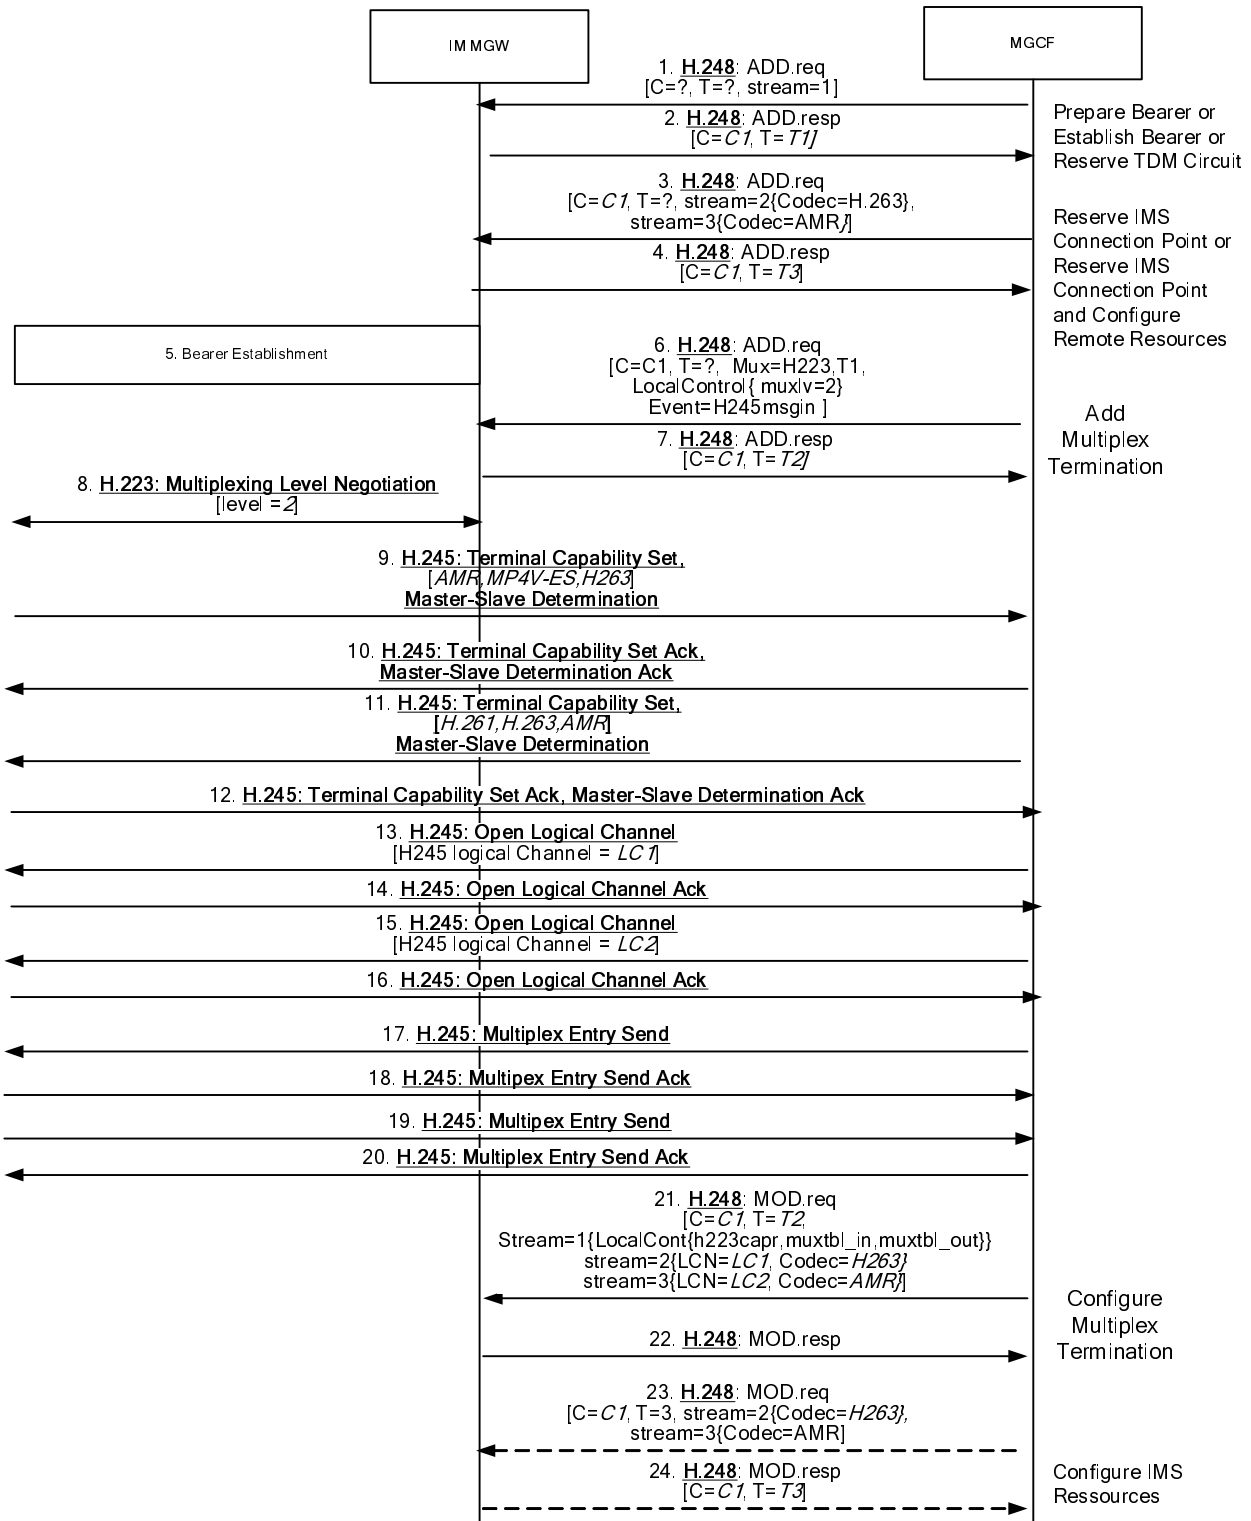 IM MGW
MGCF
1. H.248: ADD.req
[C=?, T=?, stream=1]
2. H.248: ADD.resp
[C=C1, T=T1]
Prepare Bearer or
Establish Bearer or
Reserve TDM Circuit
3. H.248: ADD.req
[C=C1, T=?, stream=2{Codec=H.263},
stream=3{Codec=AMR}]
4. H.248: ADD.resp
[C=C1, T=T3]
Reserve IMS
Connection Point or
Reserve IMS
Connection Point
and Configure
Remote Resources
5. Bearer Establishment
6. H.248: ADD.req
[C=C1, T=?, Mux=H223,T1,
LocalControl{ muxlv=2}
Event=H245msgin ]
7. H.248: ADD.resp
[C=C1, T=T2]
Add
Multiplex
Termination
8. H.223: Multiplexing Level Negotiation
[level =2]
9. H.245: Terminal Capability Set,
[AMR,MP4V-ES,H263]
Master-Slave Determination
10. H.245: Terminal Capability Set Ack,
Master-Slave Determination Ack
11. H.245: Terminal Capability Set,
[H.261,H.263,AMR]
Master-Slave Determination
12. H.245: Terminal Capability Set Ack, Master-Slave Determination Ack
13. H.245: Open Logical Channel
[H245 logical Channel = LC1]
14. H.245: Open Logical Channel Ack
15. H.245: Open Logical Channel
[H245 logical Channel = LC2]
16. H.245: Open Logical Channel Ack
17. H.245: Multiplex Entry Send
18. H.245: Multipex Entry Send Ack
19. H.245: Multipex Entry Send
20. H.245: Multiplex Entry Send Ack
21. H.248: MOD.req
[C=C1, T=T2,
Stream=1{LocalCont{h223capr,muxtbl_in,muxtbl_out}}
stream=2{LCN=LC1, Codec=H263}
stream=3{LCN=LC2, Codec=AMR}]
22. H.248: MOD.resp
Configure
Multiplex
Termination
23. H.248: MOD.req
[C=C1, T=3, stream=2{Codec=H263},
stream=3{Codec=AMR]
24. H.248: MOD.resp
[C=C1, T=T3]
Configure IMS
Ressources